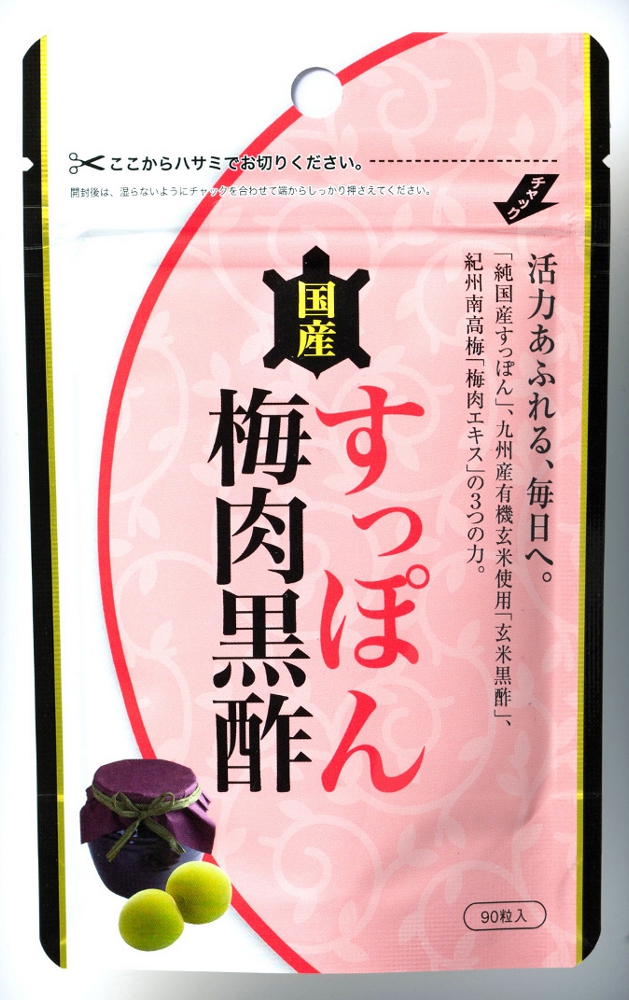 ここからハサミでお切りください。
開封後は、湿らないようにチャックを合わせて端からしっかり押さえてください。
チャック
活力あふれる、毎日へ。
「純国産すっぽん」、九州産有機玄米使用「玄米黒酢」、
紀州南高梅「梅肉エキス」の3つの力。
国産
すっぽん
梅肉黒酢
90粒入